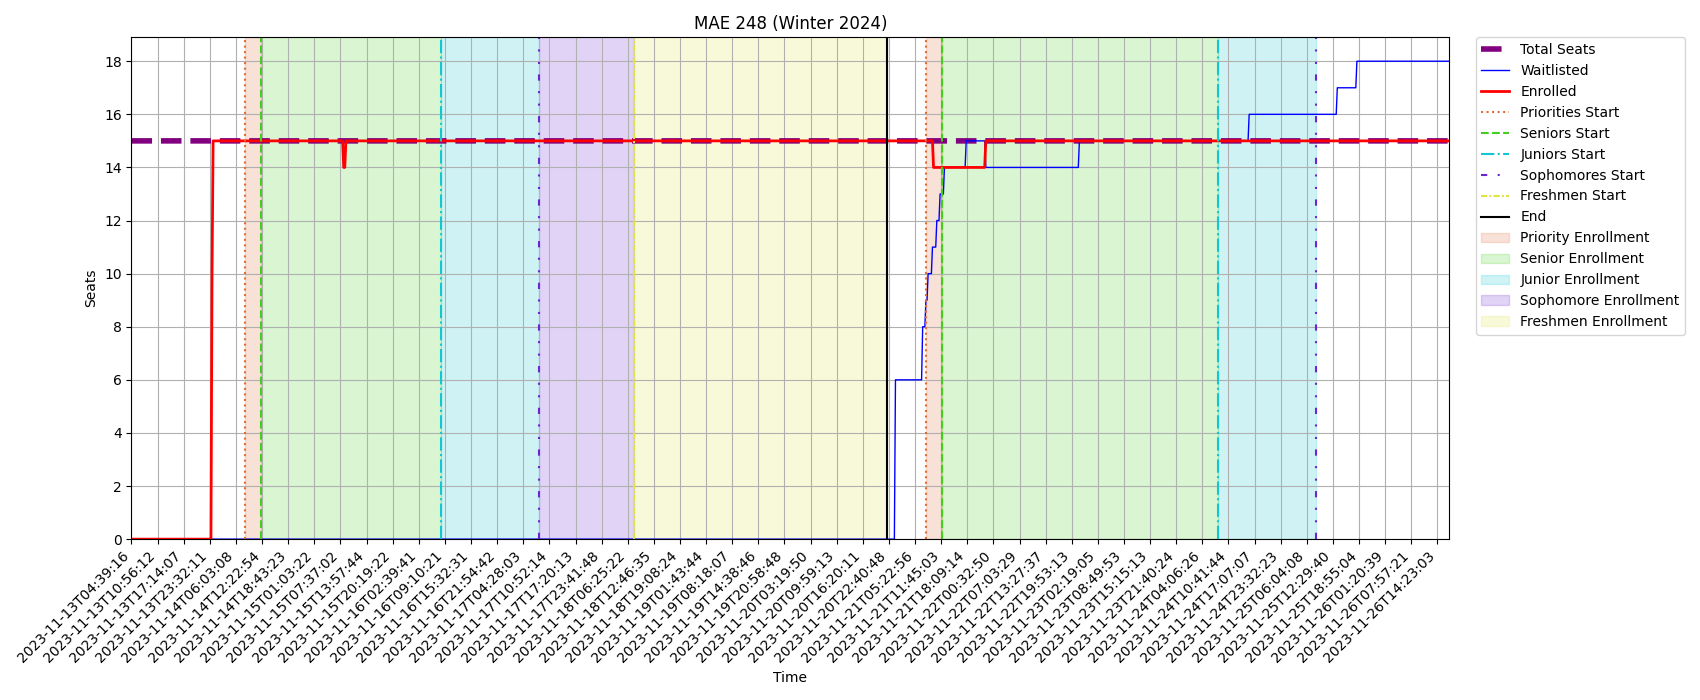 MAE 248 (Winter 2024)
Seats
18
16
14
12
10
8
6
4
2
0
2023-11-13T04:39:16
2023-11-13T10:56:12
2023-11-13T17:14:07
2023-11-13T23:32:11
2023-11-14T06:03:08
2023-11-14T12:22:54
2023-11-14T18:43:23
2023-11-15T01:03:22
2023-11-15T07:37:02
2023-11-15T13:57:44
2023-11-15T20:19:22
2023-11-16T02:39:41
2023-11-16T09:10:21
2023-11-16T15:32:31
2023-11-16T21:54:42
2023-11-17T04:28:03
2023-11-17T10:52:14
2023-11-17T17:20:13
2023-11-17T23:41:48
2023-11-18T06:25:22
2023-11-18T12:46:35
2023-11-18T19:08:24
2023-11-19T01:43:44
2023-11-19T08:18:07
2023-11-19T14:38:46
2023-11-19T20:58:48
2023-11-20T03:19:50
2023-11-20T09:59:13
2023-11-20T16:20:11
2023-11-20T22:40:48
2023-11-21T05:22:56
2023-11-21T11:45:03
2023-11-21T18:09:14
2023-11-22T00:32:50
2023-11-22T07:03:29
2023-11-22T13:27:37
2023-11-22T19:53:13
2023-11-23T02:19:05
2023-11-23T08:49:53
2023-11-23T15:15:13
2023-11-23T21:40:24
2023-11-24T04:06:26
2023-11-24T10:41:44
2023-11-24T17:07:07
2023-11-24T23:32:23
2023-11-25T06:04:08
2023-11-25T12:29:40
2023-11-25T18:55:04
2023-11-26T01:20:39
2023-11-26T07:57:21
2023-11-26T14:23:03
Time
Total Seats
Waitlisted
Enrolled
Priorities Start
Seniors Start
Juniors Start
Sophomores Start
Freshmen Start
End
Priority Enrollment
Senior Enrollment
Junior Enrollment
Sophomore Enrollment
Freshmen Enrollment